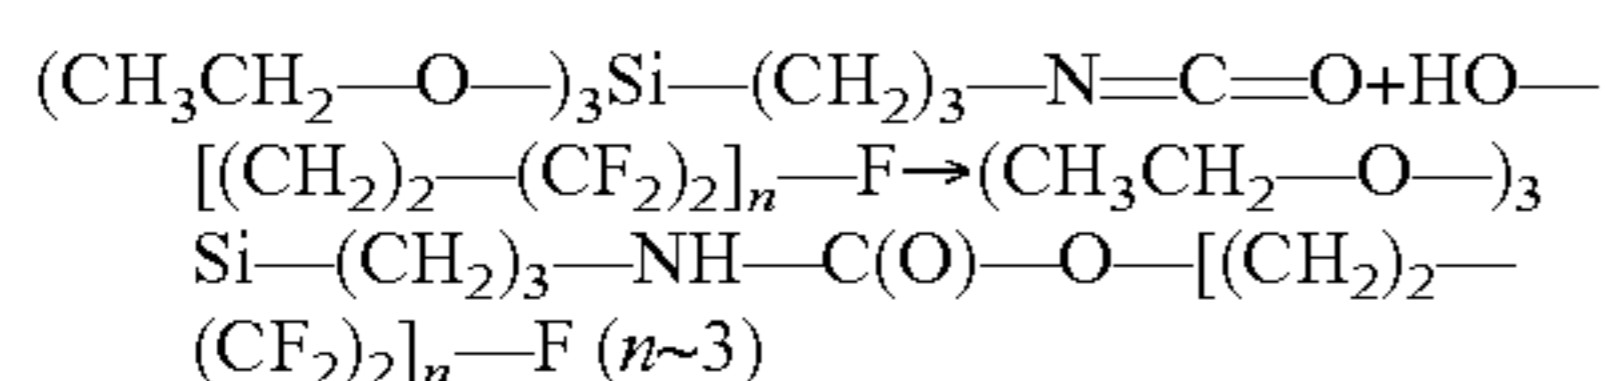 (CH₃CH₂—O—)₃Si—(CH₂)₃—N═C═O+HO—
[(CH₂)₂—(CF₂)₂]ₙ—F→(CH₃CH₂—O—)₃
Si—(CH₂)₃—NH—C(O)—O—[(CH₂)₂—
(CF₂)₂]ₙ—F (n~3)